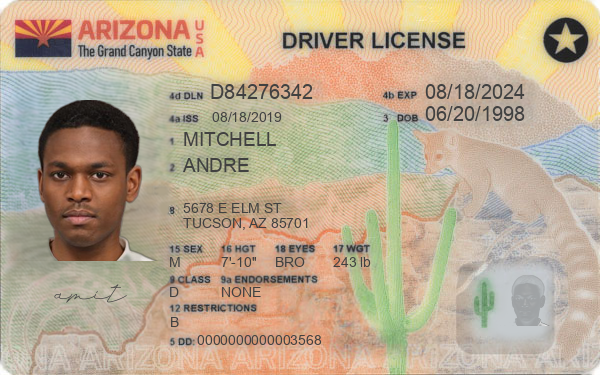 ARIZONA USA
The Grand Canyon State
DRIVER LICENSE
4d DLN D84276342 4b EXP 08/18/2024
4a ISS 08/18/2019 3 DOB 06/20/1998
1 MITCHELL
2 ANDRE
8 5678 E ELM ST
TUCSON, AZ 85701
15 SEX 16 HGT 18 EYES 17 WGT
M 7'-10" BRO 243 lb
9 CLASS 9a ENDORSEMENTS
D NONE
12 RESTRICTIONS
B
amit
5 DD: 0000000000003568
ARIZONA ARIZONA ARIZONA ARIZONA